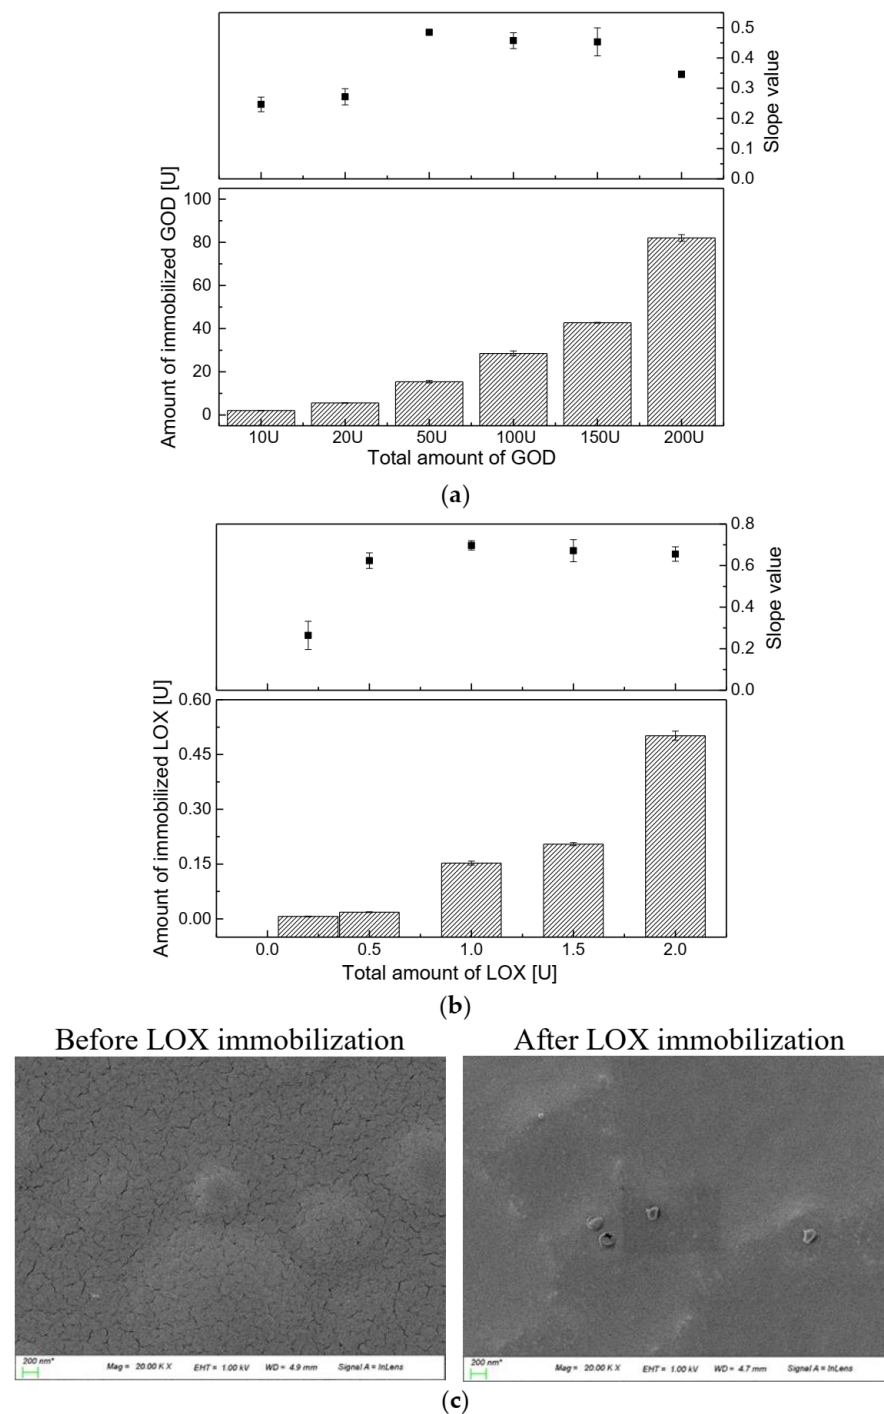 0.5
0.4
0.3
0.2
0.1
0.0
Slope value
Amount of immobilized GOD [U]
100
80
60
40
20
0
10U 20U 50U 100U 150U 200U
Total amount of GOD
(a)
0.8
0.6
0.4
0.2
0.0
Slope value
Amount of immobilized LOX [U]
0.60
0.45
0.30
0.15
0.00
0.0 0.5 1.0 1.5 2.0
Total amount of LOX [U]
(b)
Before LOX immobilization After LOX immobilization
200 nm* Mag = 20.00 K X EHT = 1.00 kV WD = 4.9 mm Signal A = InLens
200 nm* Mag = 20.00 K X EHT = 1.00 kV WD = 4.7 mm Signal A = InLens
(c)